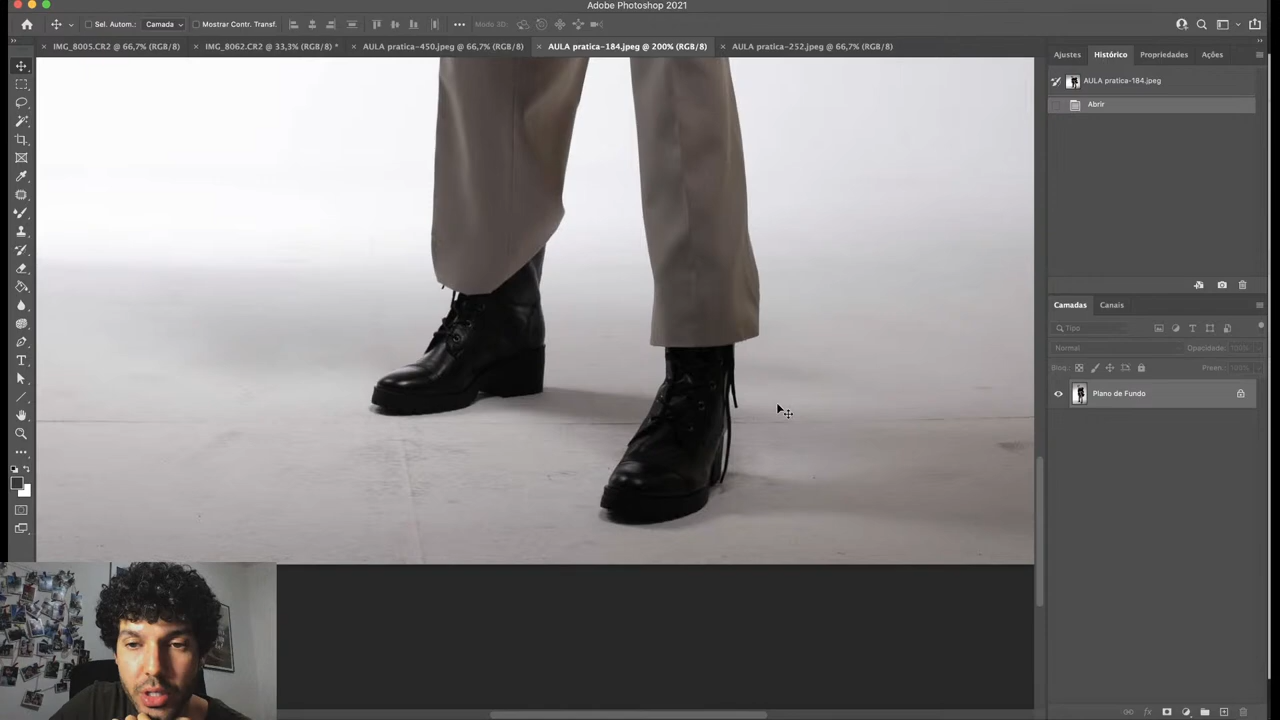 Adobe Photoshop 2021
Sel. Autom.: Camada Mostrar Contr. Transf. Modo 3D:
IMG_8005.CR2 @ 66,7% (RGB/8) IMG_8062.CR2 @ 33,3% (RGB/8) * AULA pratica-450.jpeg @ 66,7% (RGB/8) AULA pratica-184.jpeg @ 200% (RGB/8) AULA pratica-252.jpeg @ 66,7% (RGB/8)
Ajustes Histórico Propriedades Ações
AULA pratica-184.jpeg
Abrir
Camadas Canais
Tipo
Normal Opacidade: 100%
Bloq.: Preen.: 100%
Plano de Fundo